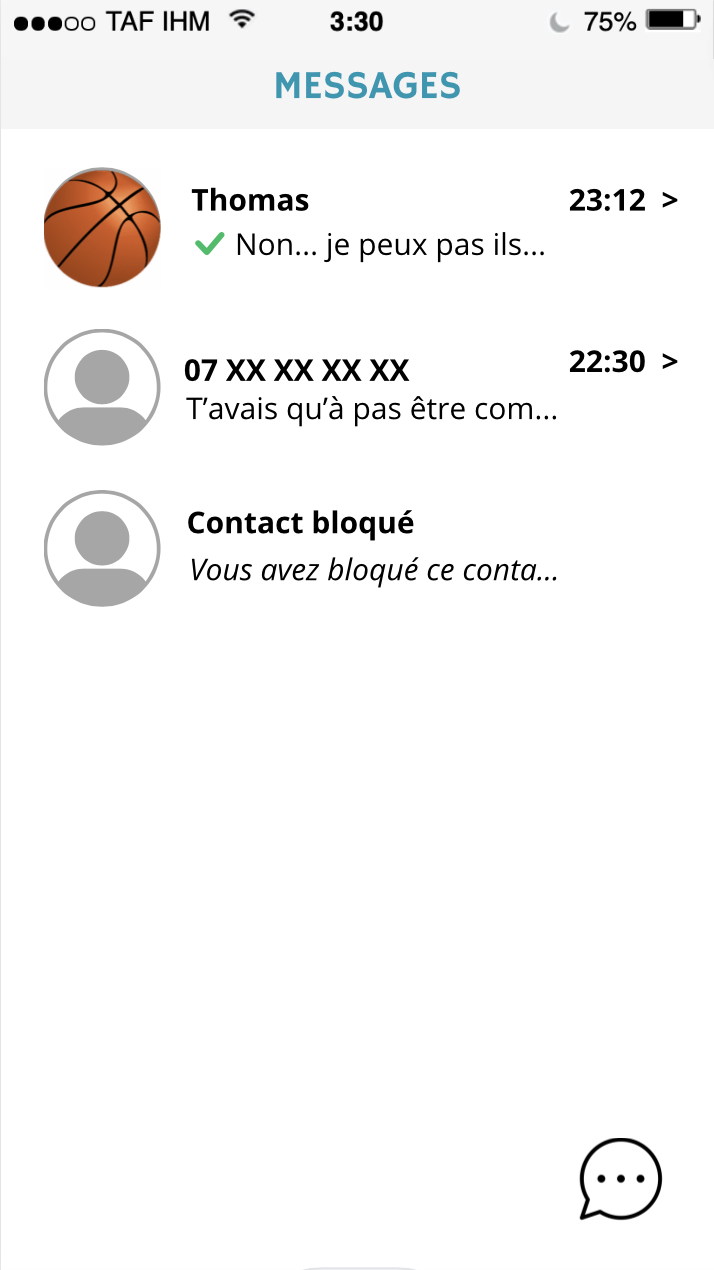 TAF IHM 3:30 75%
MESSAGES
Thomas 23:12 >
Non... je peux pas ils...
07 XX XX XX XX 22:30 >
T’avais qu’à pas être com...
Contact bloqué
Vous avez bloqué ce conta...